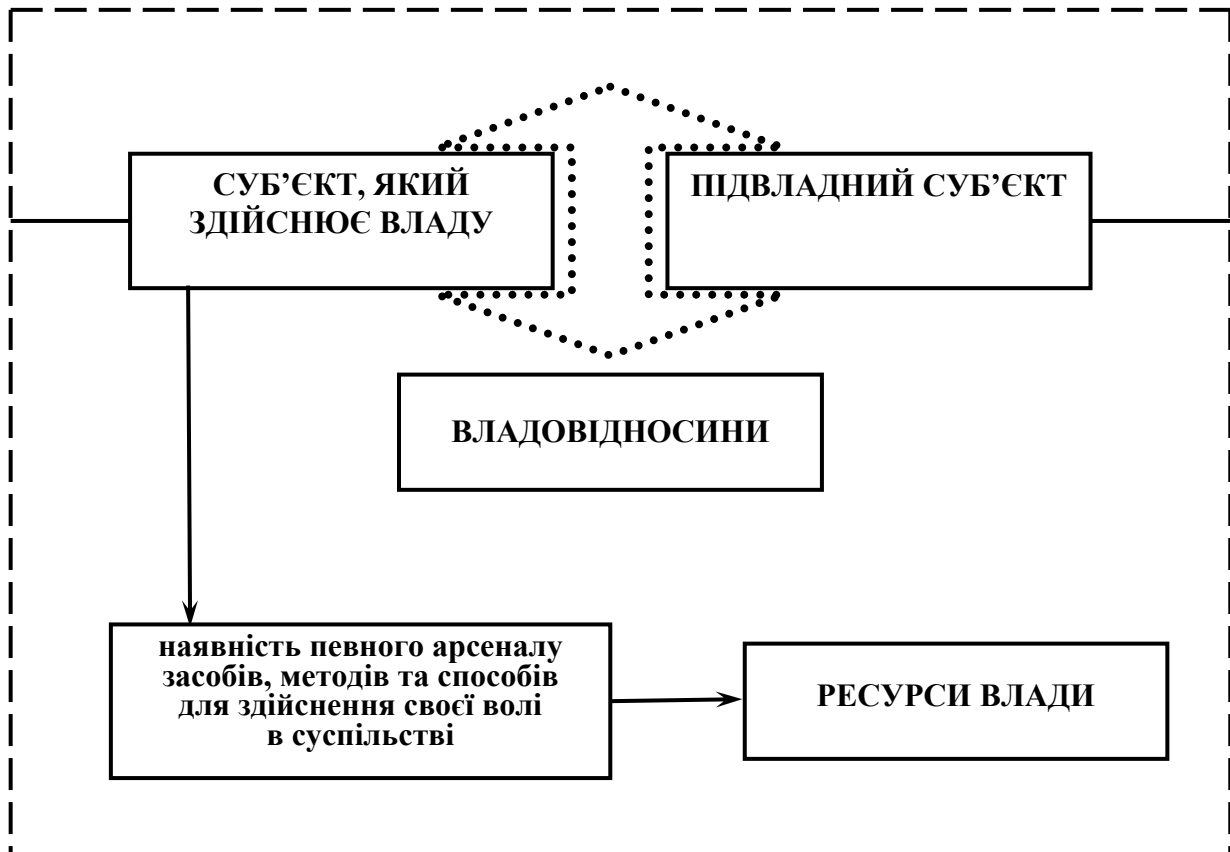 СУБ’ЄКТ, ЯКИЙ
ЗДІЙСНЮЄ ВЛАДУ
ПІДВЛАДНИЙ СУБ’ЄКТ
ВЛАДОВІДНОСИНИ
наявність певного арсеналу
засобів, методів та способів
для здійснення своєї волі
в суспільстві
РЕСУРСИ ВЛАДИ